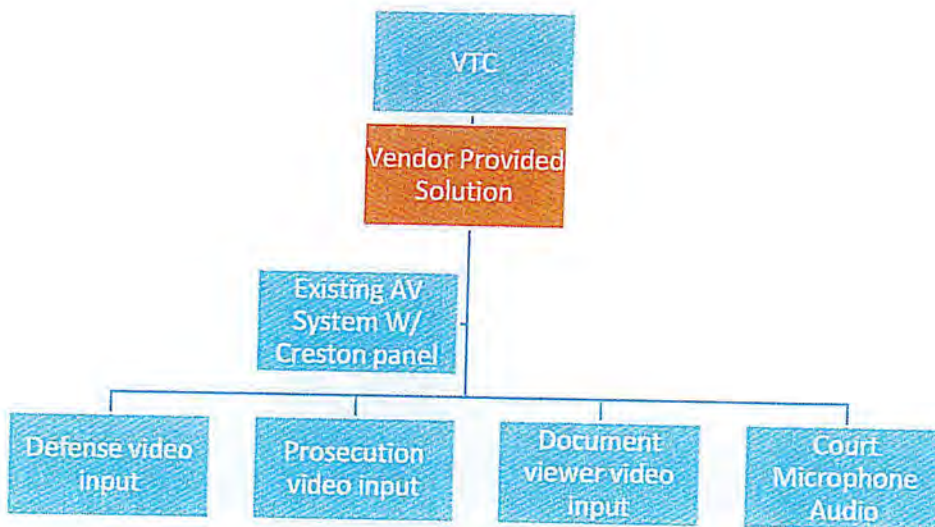 VTC
Vendor Provided
Solution
Existing AV
System W/
Creston panel
Defense video
input
Prosecution
video input
Document
viewer video
input
Court
Microphone
Audio